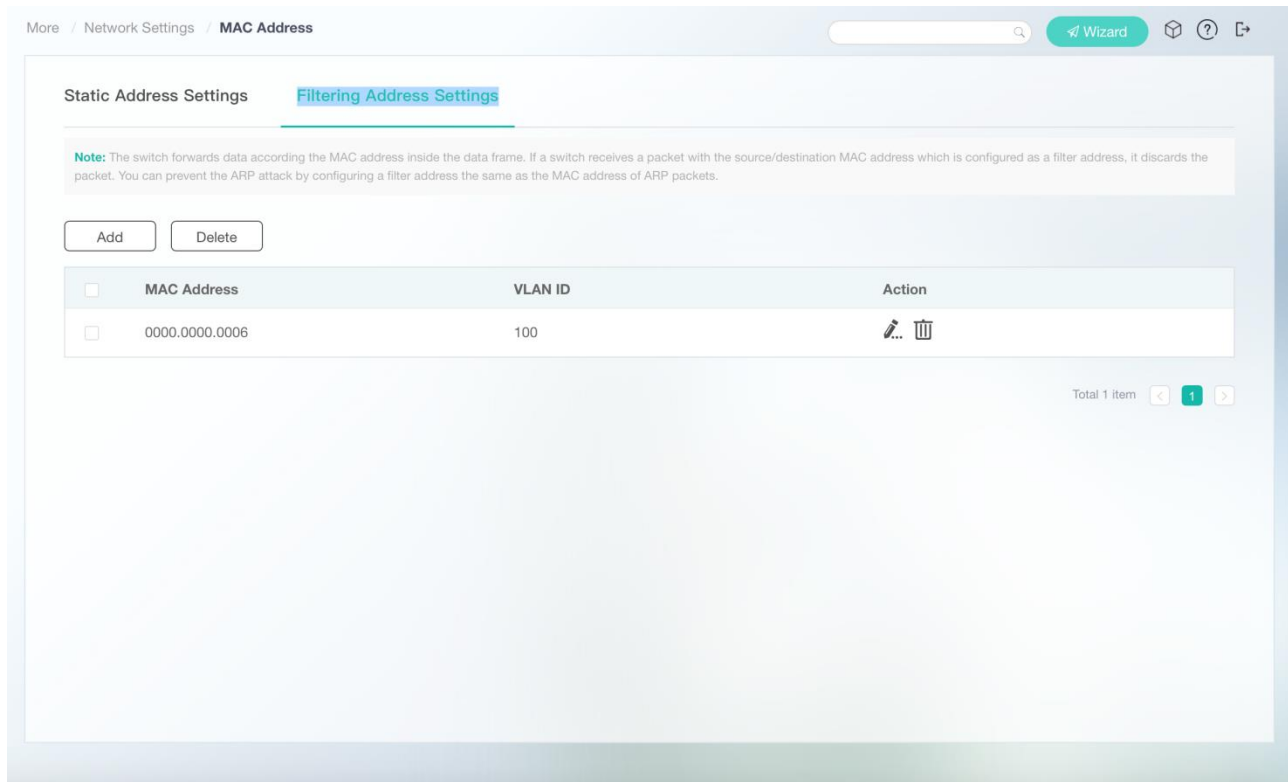 More / Network Settings / MAC Address
Wizard
Static Address Settings Filtering Address Settings
Note: The switch forwards data according the MAC address inside the data frame. If a switch receives a packet with the source/destination MAC address which is configured as a filter address, it discards the
packet. You can prevent the ARP attack by configuring a filter address the same as the MAC address of ARP packets.
Add Delete
MAC Address VLAN ID Action
0000.0000.0006 100
Total 1 item < 1 >